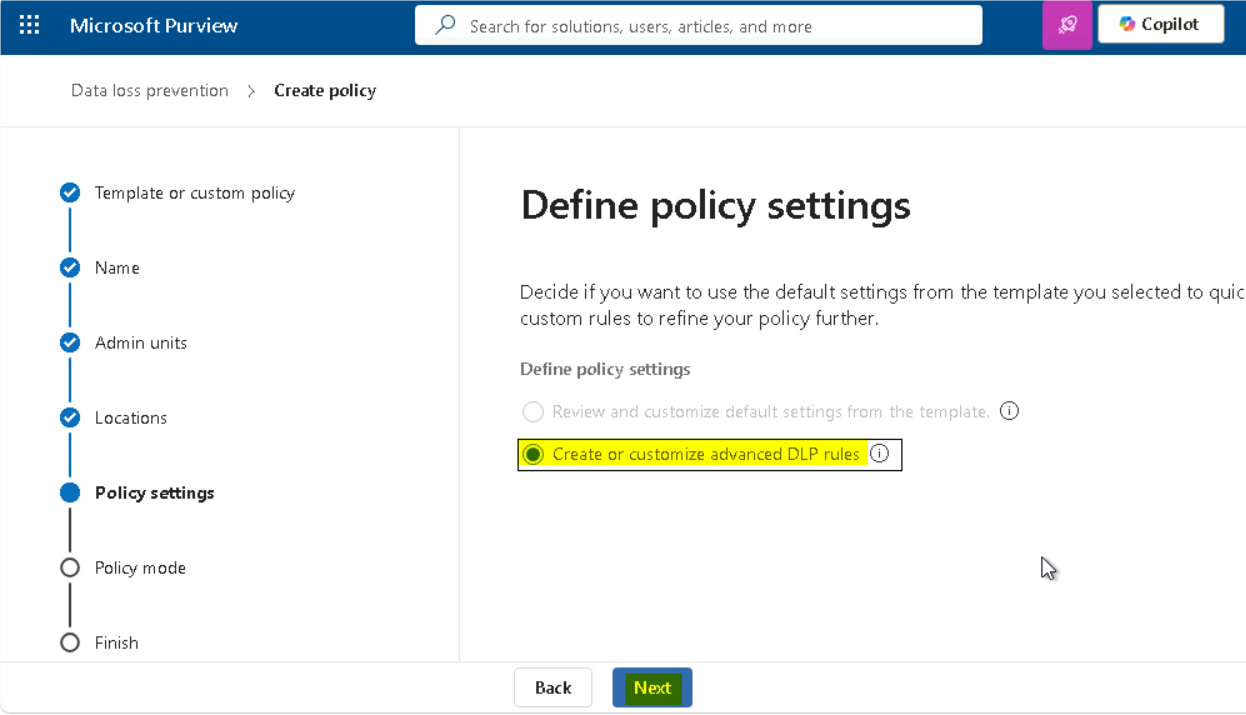 Microsoft Purview
Search for solutions, users, articles, and more
Copilot
Data loss prevention > Create policy
Template or custom policy
Name
Admin units
Locations
Policy settings
Policy mode
Finish
Define policy settings
Decide if you want to use the default settings from the template you selected to
custom rules to refine your policy further.
Define policy settings
Review and customize default settings from the template.
Create or customize advanced DLP rules
Back
Next